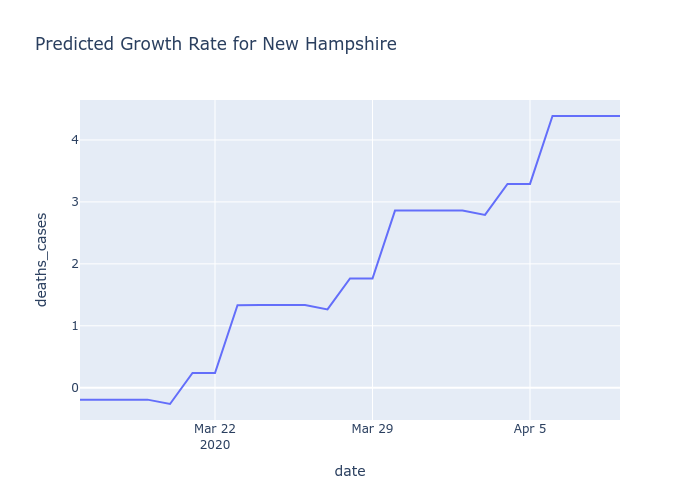 Predicted Growth Rate for New Hampshire
4
3
2
1
0
deaths_cases
Mar 22
2020
Mar 29
Apr 5
date